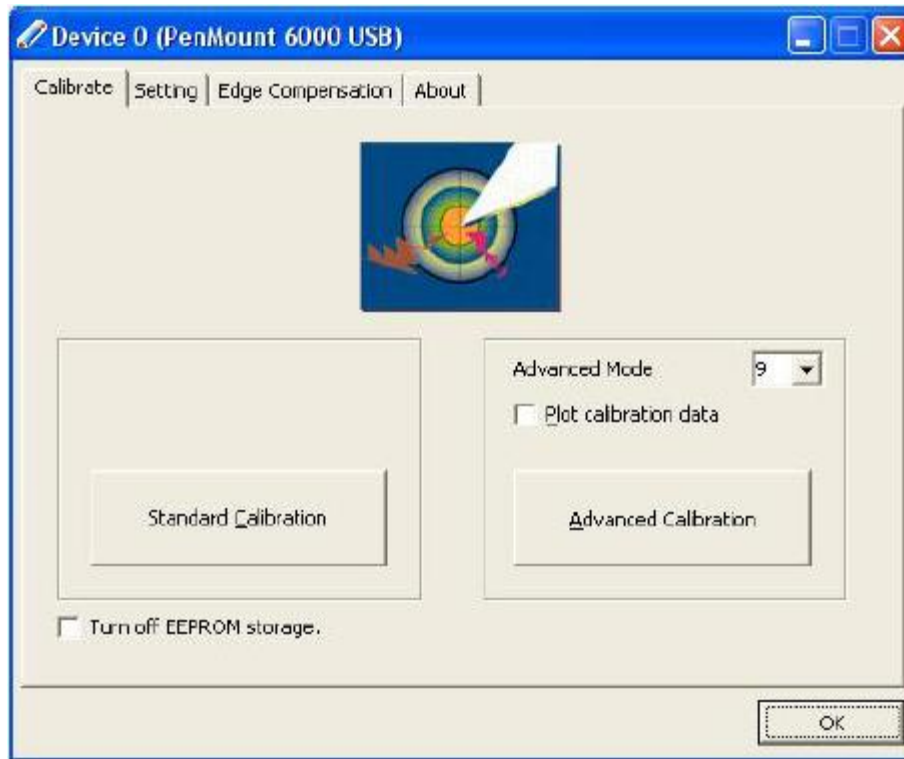 Device 0 (PenMount 6000 USB)
Calibrate Setting Edge Compensation About
Advanced Mode 9
Plot calibration data
Standard Calibration
Advanced Calibration
Turn off EEPROM storage.
OK